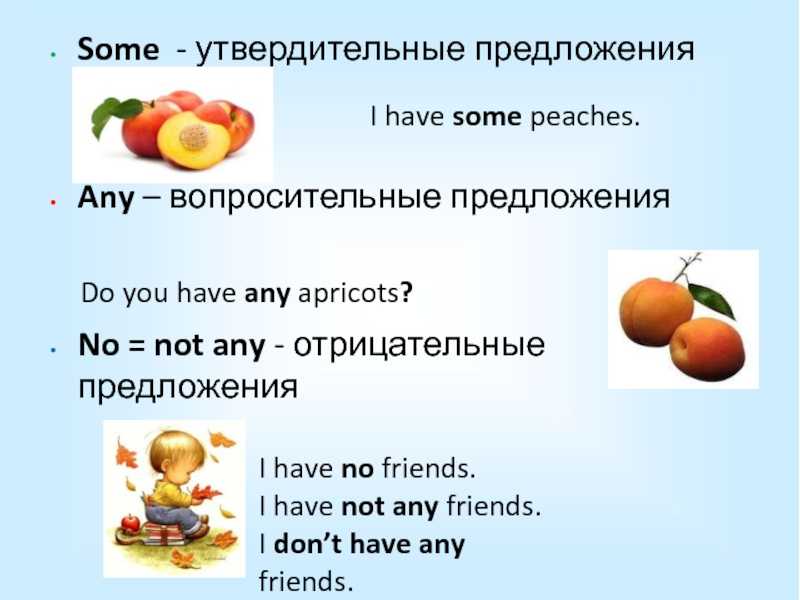 Some - утвердительные предложения
I have some peaches.
Any – вопросительные предложения
Do you have any apricots?
No = not any - отрицательные
предложения
I have no friends.
I have not any friends.
I don’t have any
friends.